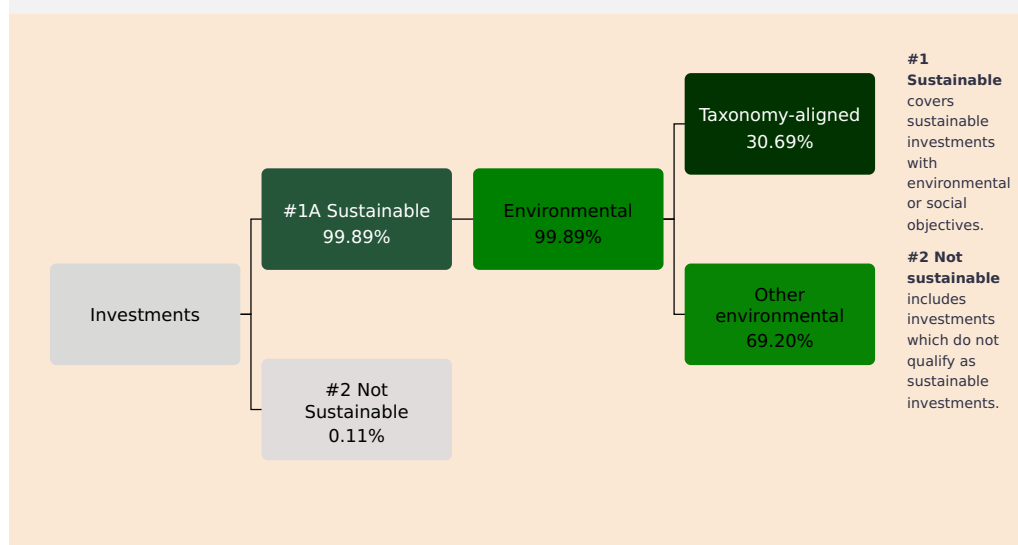 Investments
#1A Sustainable
99.89%
#2 Not
Sustainable
0.11%
Environmental
99.89%
Taxonomy-aligned
30.69%
Other
environmental
69.20%
#1
Sustainable
covers
sustainable
investments
with
environmental
or social
objectives.
#2 Not
sustainable
includes
investments
which do not
qualify as
sustainable
investments.